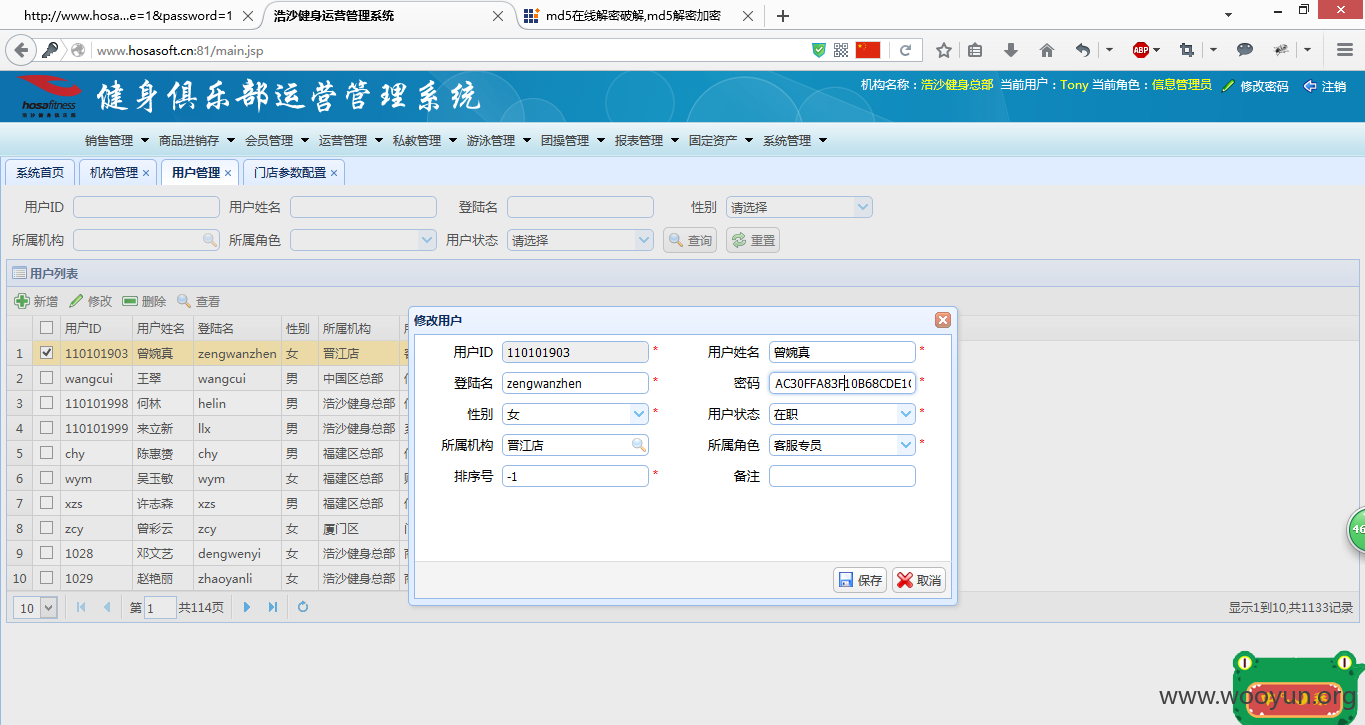 http://www.hosa...e=1&password=1
浩沙健身运营管理系统
md5在线解密破解,md5解密加密
www.hosasoft.cn:81/main.jsp
ABP
hosafitness
浩沙健身俱乐部
健身俱乐部运营管理系统
机构名称：浩沙健身总部 当前用户：Tony 当前角色：信息管理员 修改密码 注销
销售管理 商品进销存 会员管理 运营管理 私教管理 游泳管理 团操管理 报表管理 固定资产 系统管理
系统首页 机构管理 用户管理 门店参数配置
用户ID 用户姓名 登陆名 性别 请选择
所属机构 所属角色 用户状态 请选择 查询 重置
用户列表
新增 修改 删除 查看
用户ID 用户姓名 登陆名 性别 所属机构
1 110101903 曾婉真 zengwanzhen 女 晋江店
2 wangcui 王翠 wangcui 男 中国区总部
3 110101998 何林 helin 男 浩沙健身总部
4 110101999 来立新 llx 男 浩沙健身总部
5 chy chy 男 福建区总部
6 wym 吴玉敏 wym 女 福建区总部
7 xzs 许志森 xzs 男 福建区总部
8 zcy 曾彩云 zcy 女 厦门区
9 1028 邓文艺 dengwenyi 女 浩沙健身总部
10 1029 赵艳丽 zhaoyanli 女 浩沙健身总部
10 第 1 共114页 显示1到10,共1133记录
修改用户
用户ID 110101903 * 用户姓名 曾婉真 *
登陆名 zengwanzhen * 密码 AC30FFA83F10B68CDE1 *
性别 女 * 用户状态 在职 *
所属机构 晋江店 所属角色 客服专员 *
排序号 -1 * 备注
保存 取消
46
www.wooyun.org